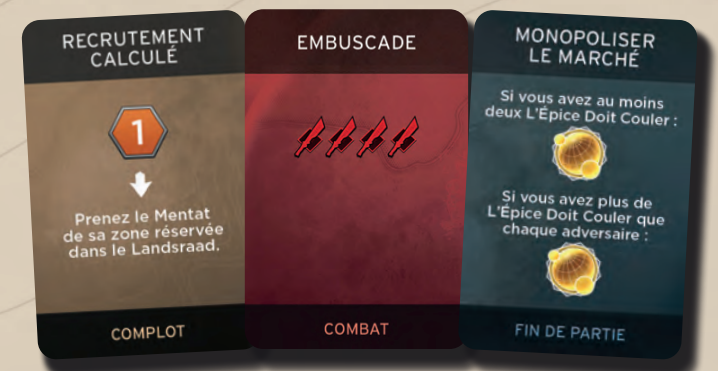 RECRUTEMENT
CALCULÉ
1
Prenez le Mentat
de sa zone réservée
dans le Landsraad.
COMPLOT
EMBUSCADE
COMBAT
MONOPOLISER
LE MARCHÉ
Si vous avez au moins
deux L'Épice Doit Couler :
Si vous avez plus de
L'Épice Doit Couler que
chaque adversaire :
FIN DE PARTIE